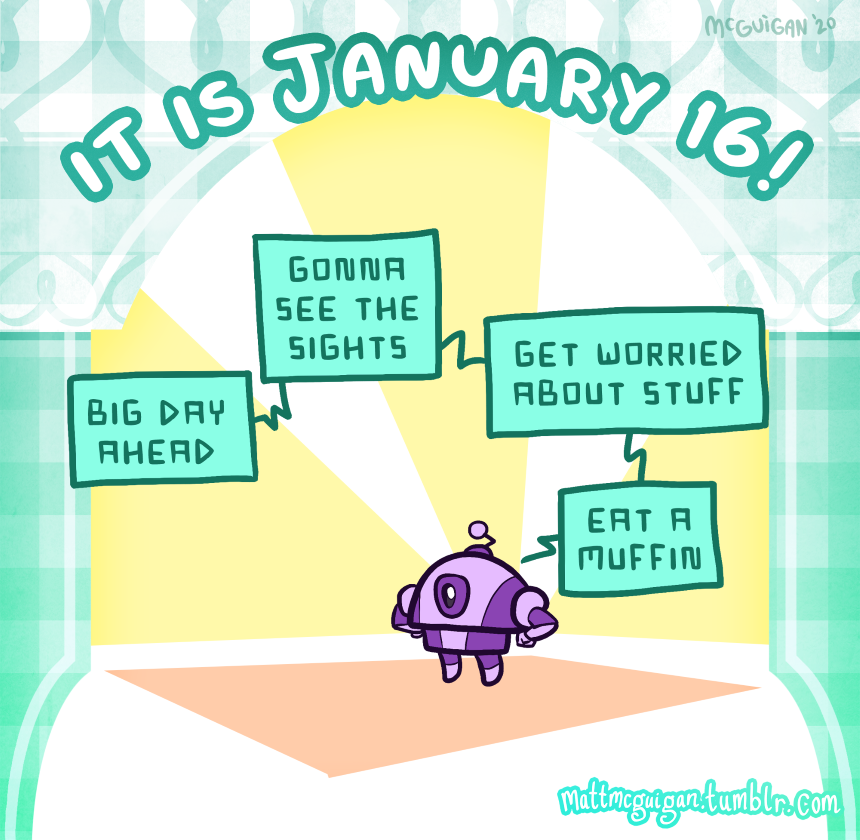 McGUiGAN '20
IT IS JANUARY 16!
BIG DAY
AHEAD
GONNA
SEE THE
SIGHTS
GET WORRIED
ABOUT STUFF
EAT A
MUFFIN
mattmcguigan.tumblr.com